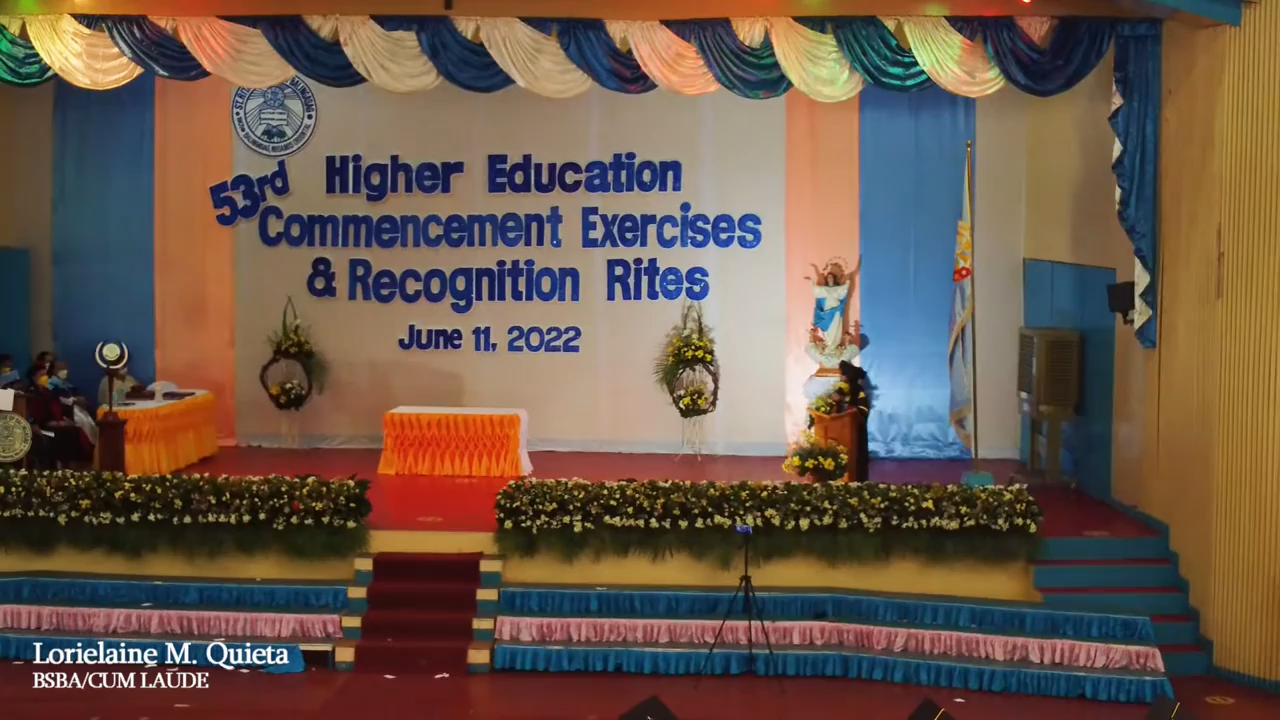 53rd Higher Education
Commencement Exercises
& Recognition Rites
June 11, 2022
Lorielaine M. Quieta
BSBA/CUM LAUDE